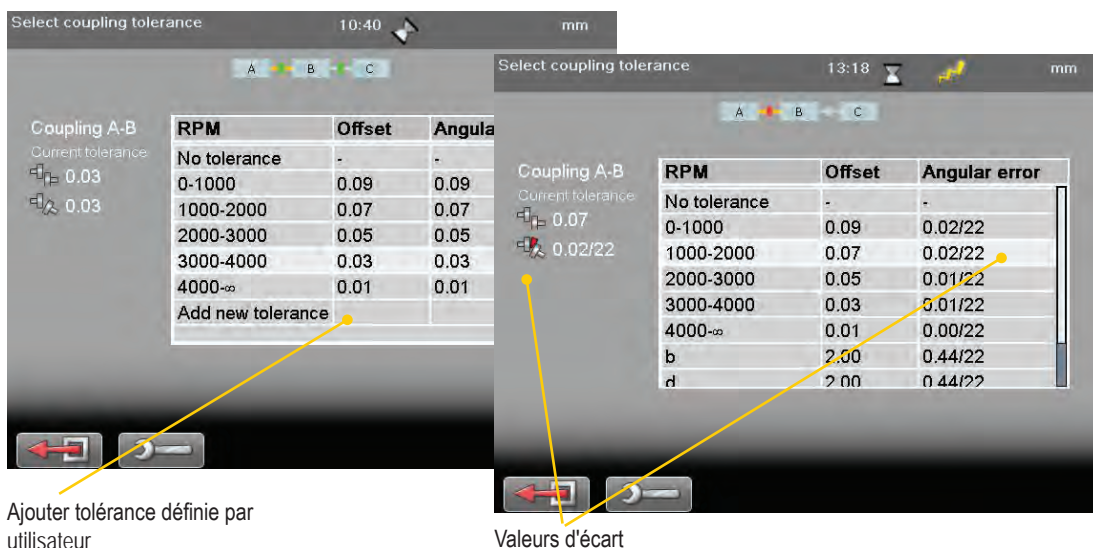 Select coupling tolerance 10:40 mm
A B C
Coupling A-B
Current tolerance
0.03
0.03
RPM Offset Angula
No tolerance - -
0-1000 0.09 0.09
1000-2000 0.07 0.07
2000-3000 0.05 0.05
3000-4000 0.03 0.03
4000-∞ 0.01 0.01
Add new tolerance
Ajouter tolérance définie par
utilisateur
Select coupling tolerance 13:18 mm
A B C
Coupling A-B
Current tolerance
0.07
0.02/22
RPM Offset Angular error
No tolerance - -
0-1000 0.09 0.02/22
1000-2000 0.07 0.02/22
2000-3000 0.05 0.01/22
3000-4000 0.03 0.01/22
4000-∞ 0.01 0.00/22
b 2.00 0.44/22
d 2.00 0.44/22
Valeurs d'écart